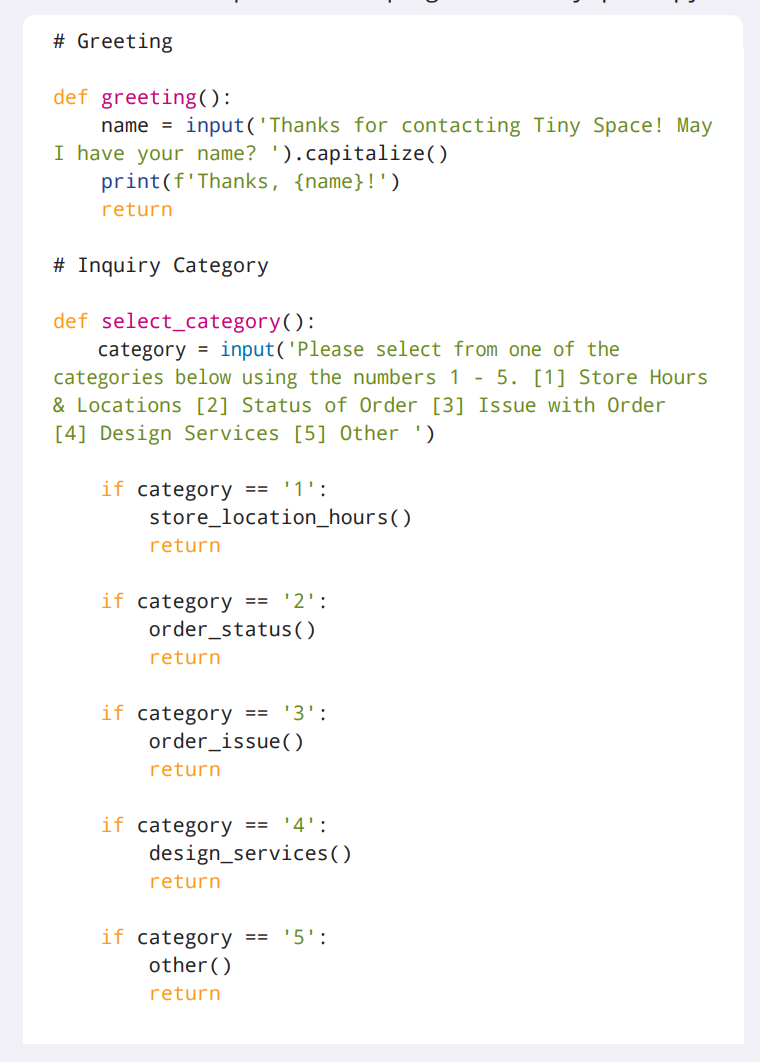 # Greeting
def greeting():
    name = input('Thanks for contacting Tiny Space! May
I have your name? ').capitalize()
    print(f'Thanks, {name}!')
    return
# Inquiry Category
def select_category():
    category = input('Please select from one of the
categories below using the numbers 1 - 5. [1] Store Hours
& Locations [2] Status of Order [3] Issue with Order
[4] Design Services [5] Other ')
    if category == '1':
        store_location_hours()
        return
    if category == '2':
        order_status()
        return
    if category == '3':
        order_issue()
        return
    if category == '4':
        design_services()
        return
    if category == '5':
        other()
        return